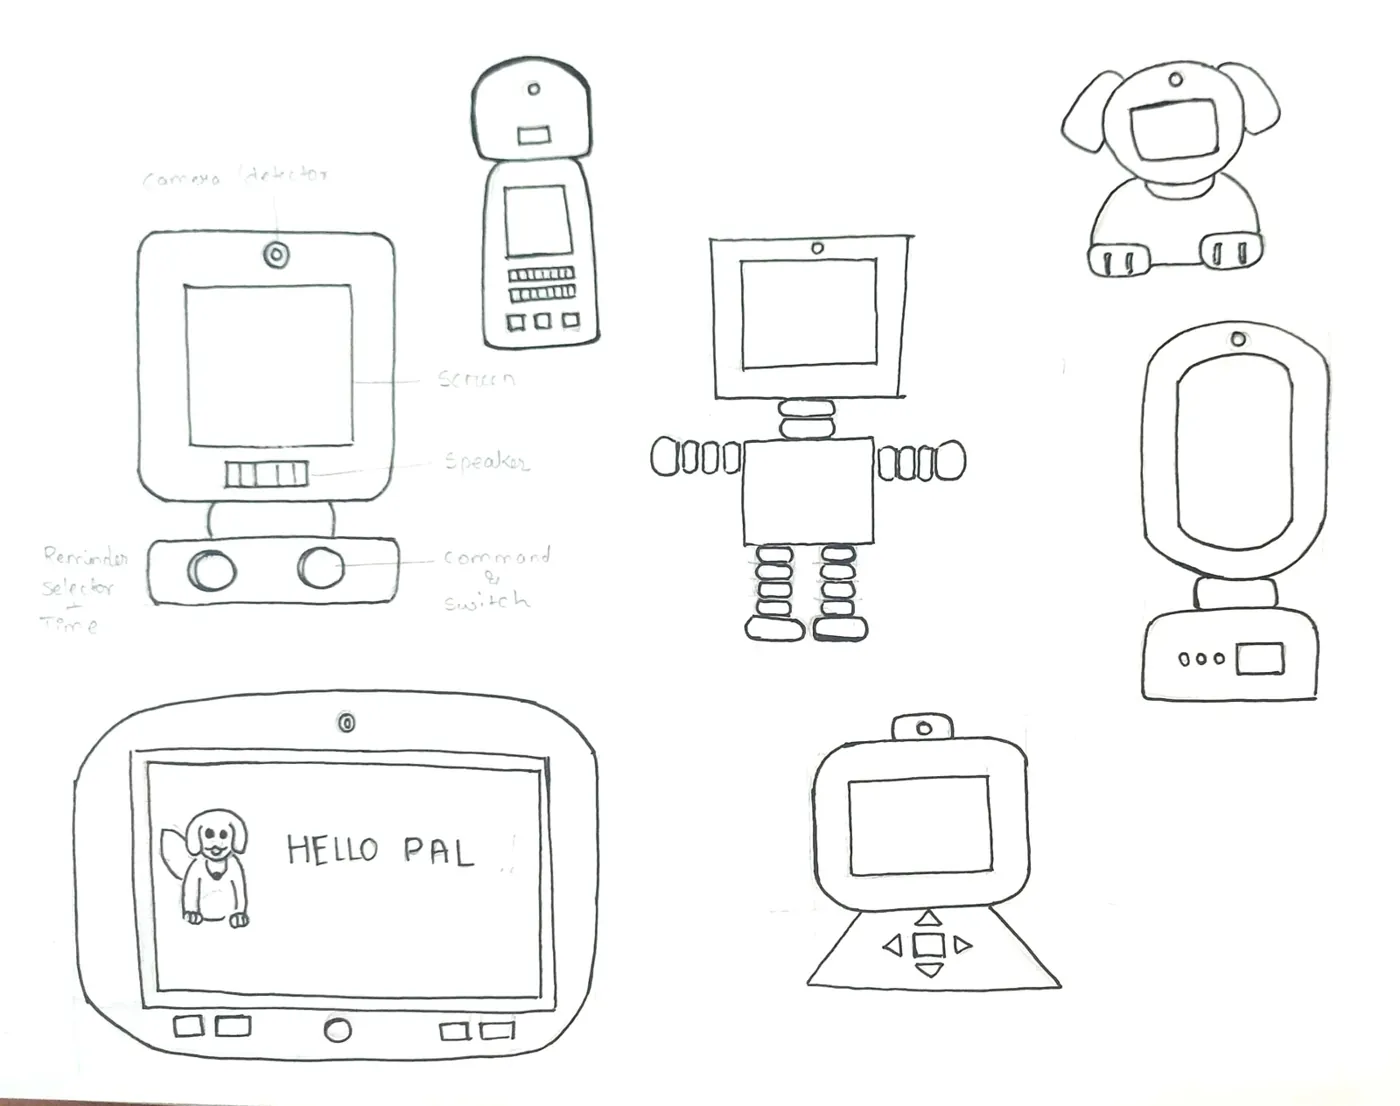 Camera / detector
Screen
Speaker
Reminder
Selector
+
Time
Command
&
Switch
HELLO PAL !!